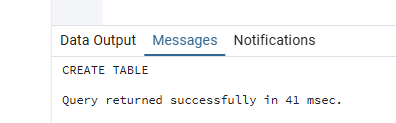 Data Output Messages Notifications
CREATE TABLE
Query returned successfully in 41 msec.